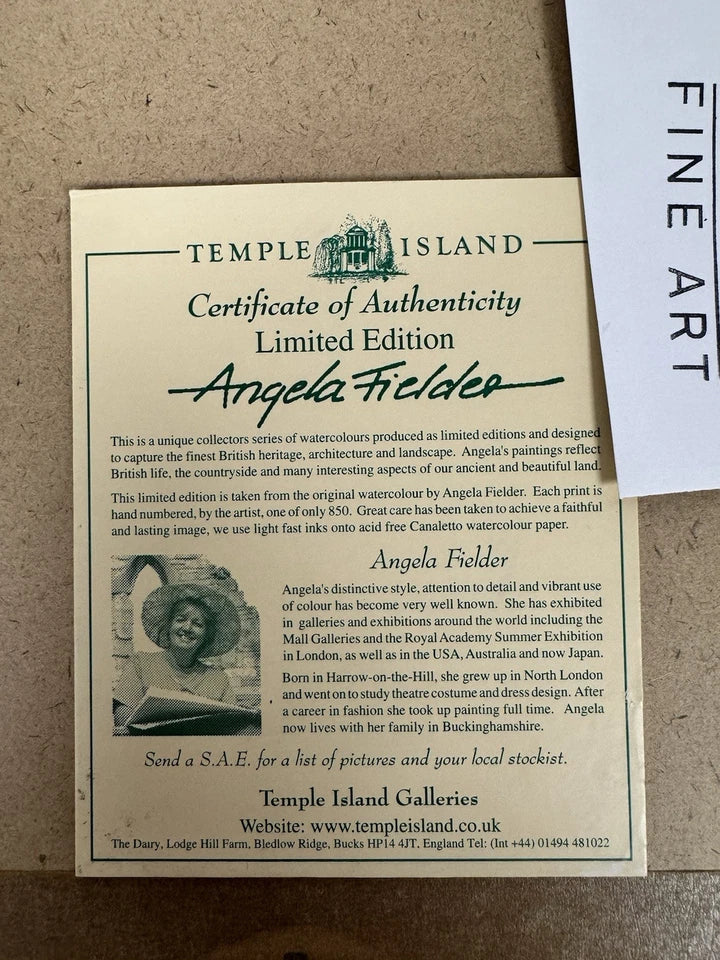 TEMPLE ISLAND
Certificate of Authenticity
Limited Edition
Angela Fielder
This is a unique collectors series of watercolours produced as limited editions and designed
to capture the finest British heritage, architecture and landscape. Angela's paintings reflect
British life, the countryside and many interesting aspects of our ancient and beautiful land.
This limited edition is taken from the original watercolour by Angela Fielder. Each print is
hand numbered, by the artist, one of only 850. Great care has been taken to achieve a faithful
and lasting image, we use light fast inks onto acid free Canaletto watercolour paper.
Angela Fielder
Angela's distinctive style, attention to detail and vibrant use
of colour has become very well known. She has exhibited
in galleries and exhibitions around the world including the
Mall Galleries and the Royal Academy Summer Exhibition
in London, as well as in the USA, Australia and now Japan.
Born in Harrow-on-the-Hill, she grew up in North London
and went on to study theatre costume and dress design. After
a career in fashion she took up painting full time. Angela
now lives with her family in Buckinghamshire.
Send a S.A.E. for a list of pictures and your local stockist.
Temple Island Galleries
Website: www.templeisland.co.uk
The Dairy, Lodge Hill Farm, Bledlow Ridge, Bucks HP14 4JT. England Tel: (Int +44) 01494 481022
FINE ART